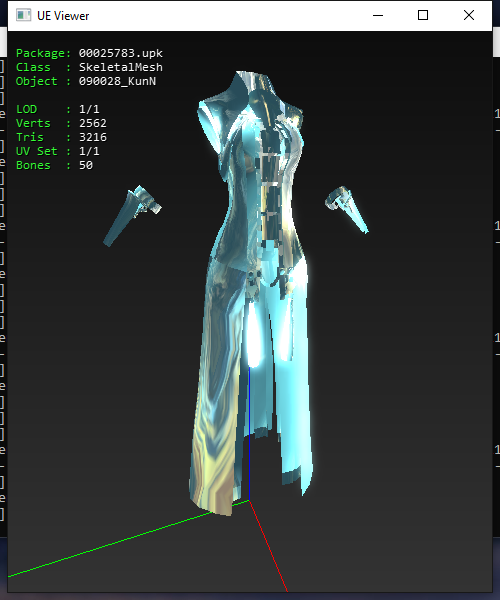 UE Viewer
Package: 00025783.upk
Class  : SkeletalMesh
Object : 090028_KunN
LOD    : 1/1
Verts  : 2562
Tris   : 3216
UV Set : 1/1
Bones  : 50